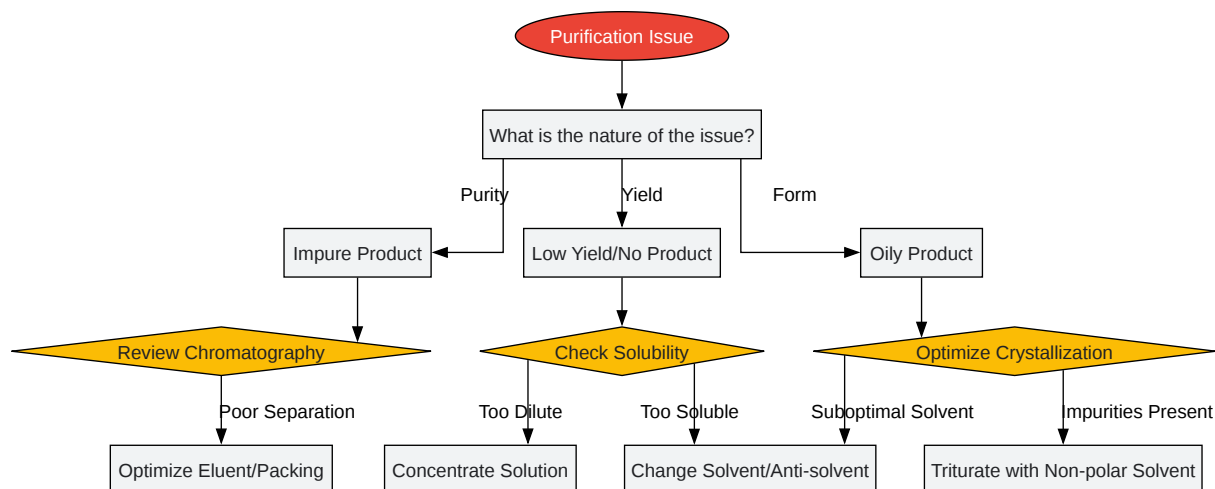 Purification Issue
What is the nature of the issue?
Purity
Yield
Form
Impure Product
Low Yield/No Product
Oily Product
Review Chromatography
Check Solubility
Optimize Crystallization
Poor Separation
Too Dilute
Too Soluble
Suboptimal Solvent
Impurities Present
Optimize Eluent/Packing
Concentrate Solution
Change Solvent/Anti-solvent
Triturate with Non-polar Solvent